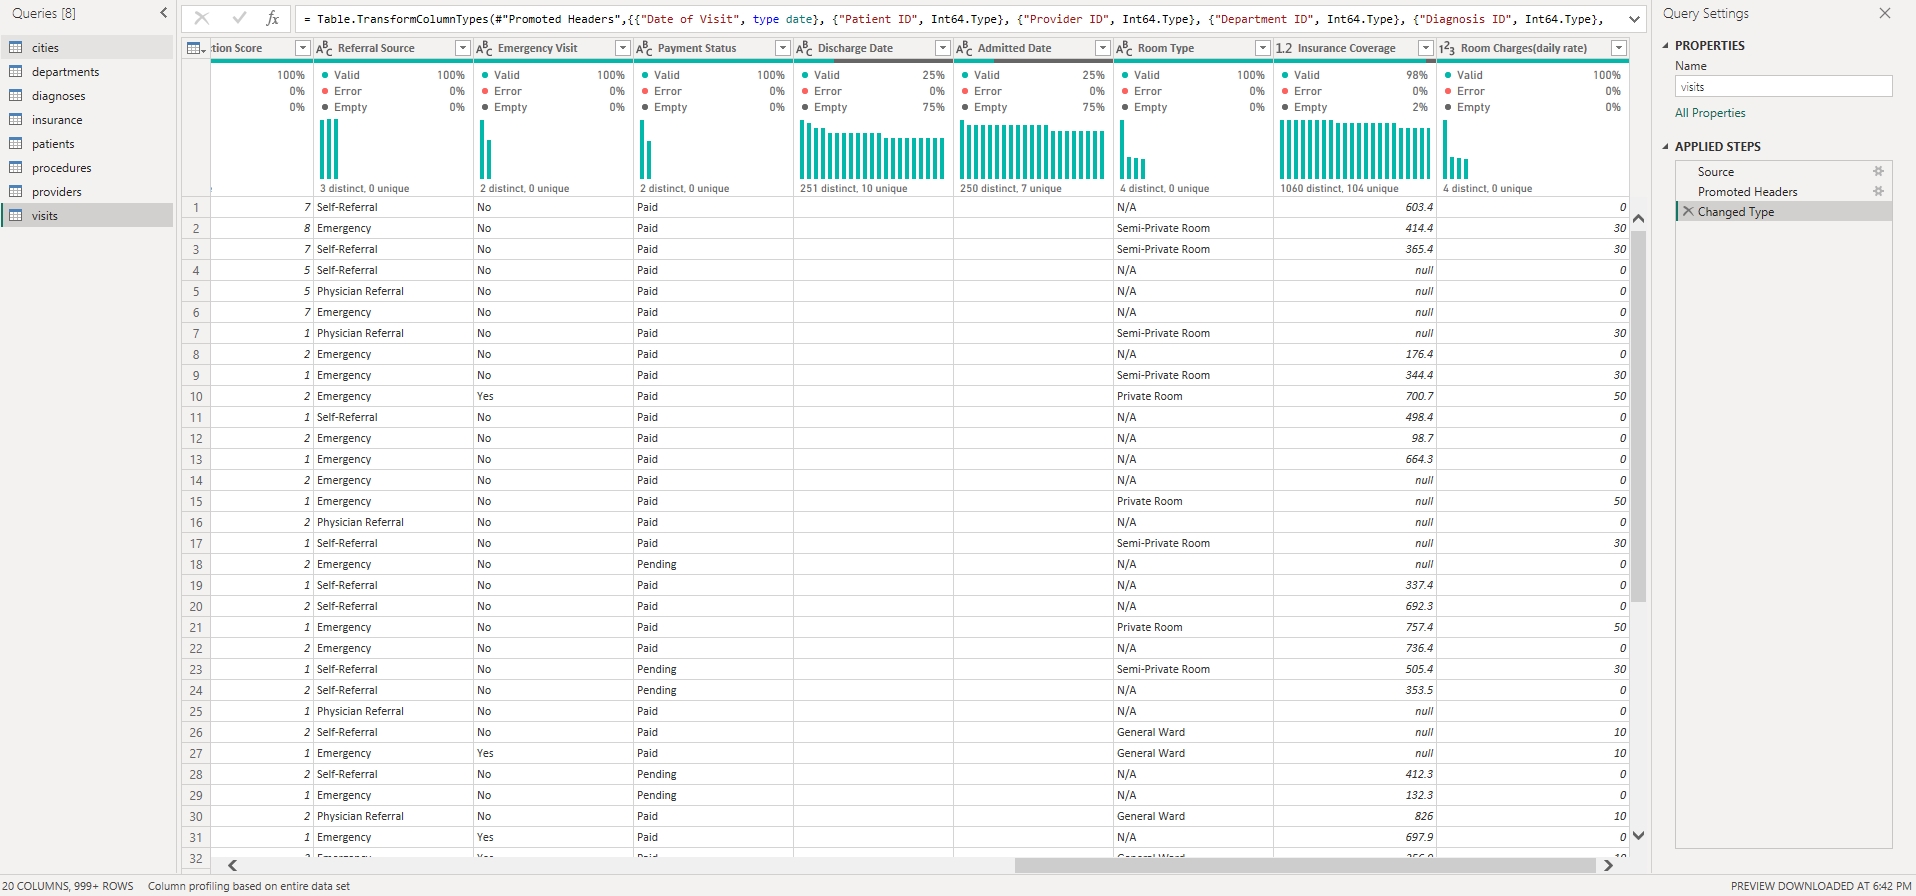 Queries [8]
cities
departments
diagnoses
insurance
patients
procedures
providers
visits
fx = Table.TransformColumnTypes(#"Promoted Headers",{{"Date of Visit", type date}, {"Patient ID", Int64.Type}, {"Provider ID", Int64.Type}, {"Department ID", Int64.Type}, {"Diagnosis ID", Int64.Type},
tion Score ABC Referral Source ABC Emergency Visit ABC Payment Status ABC Discharge Date ABC Admitted Date ABC Room Type 1.2 Insurance Coverage 123 Room Charges(daily rate)
100% Valid 100% Valid 100% Valid 100% Valid 25% Valid 25% Valid 100% Valid 98% Valid 100%
0% Error 0% Error 0% Error 0% Error 0% Error 0% Error 0% Error 0% Error 0%
0% Empty 0% Empty 0% Empty 0% Empty 75% Empty 75% Empty 0% Empty 2% Empty 0%
3 distinct, 0 unique 2 distinct, 0 unique 2 distinct, 0 unique 251 distinct, 10 unique 250 distinct, 7 unique 4 distinct, 0 unique 1060 distinct, 104 unique 4 distinct, 0 unique
1 7 Self-Referral No Paid N/A 603.4 0
2 8 Emergency No Paid Semi-Private Room 414.4 30
3 7 Self-Referral No Paid Semi-Private Room 365.4 30
4 5 Self-Referral No Paid N/A null 0
5 5 Physician Referral No Paid N/A null 0
6 7 Emergency No Paid N/A null 0
7 1 Physician Referral No Paid Semi-Private Room null 30
8 2 Emergency No Paid N/A 176.4 0
9 1 Emergency No Paid Semi-Private Room 344.4 30
10 2 Emergency Yes Paid Private Room 700.7 50
11 1 Self-Referral No Paid N/A 498.4 0
12 2 Emergency No Paid N/A 98.7 0
13 1 Emergency No Paid N/A 664.3 0
14 2 Emergency No Paid N/A null 0
15 1 Emergency No Paid Private Room null 50
16 2 Physician Referral No Paid N/A null 0
17 1 Self-Referral No Paid Semi-Private Room null 30
18 2 Emergency No Pending N/A null 0
19 1 Self-Referral No Paid N/A 337.4 0
20 2 Self-Referral No Paid N/A 692.3 0
21 1 Emergency No Paid Private Room 757.4 50
22 2 Emergency No Paid N/A 736.4 0
23 1 Self-Referral No Pending Semi-Private Room 505.4 30
24 2 Self-Referral No Pending N/A 353.5 0
25 1 Physician Referral No Paid N/A null 0
26 2 Self-Referral No Paid General Ward null 10
27 1 Emergency Yes Paid General Ward null 10
28 2 Self-Referral No Pending N/A 412.3 0
29 1 Emergency No Pending N/A 132.3 0
30 2 Physician Referral No Paid General Ward 826 10
31 1 Emergency Yes Paid N/A 697.9 0
32
Query Settings
PROPERTIES
Name
visits
All Properties
APPLIED STEPS
Source
Promoted Headers
Changed Type
20 COLUMNS, 999+ ROWS Column profiling based on entire data set
PREVIEW DOWNLOADED AT 6:42 PM